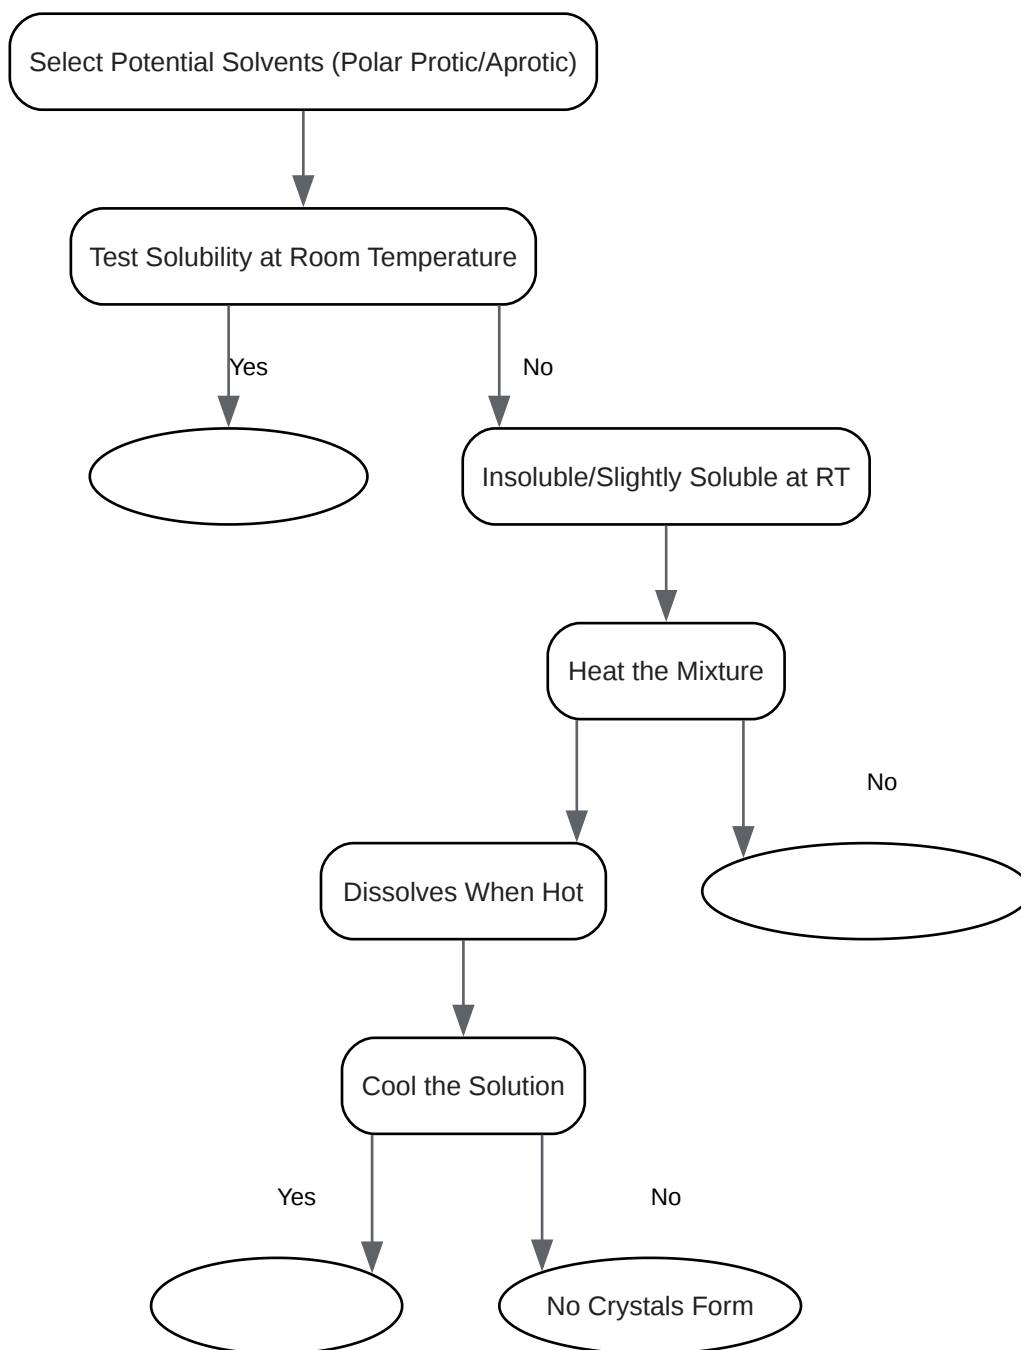 Select Potential Solvents (Polar Protic/Aprotic)
Test Solubility at Room Temperature
Yes
No
Insoluble/Slightly Soluble at RT
Heat the Mixture
No
Dissolves When Hot
Cool the Solution
Yes
No
No Crystals Form